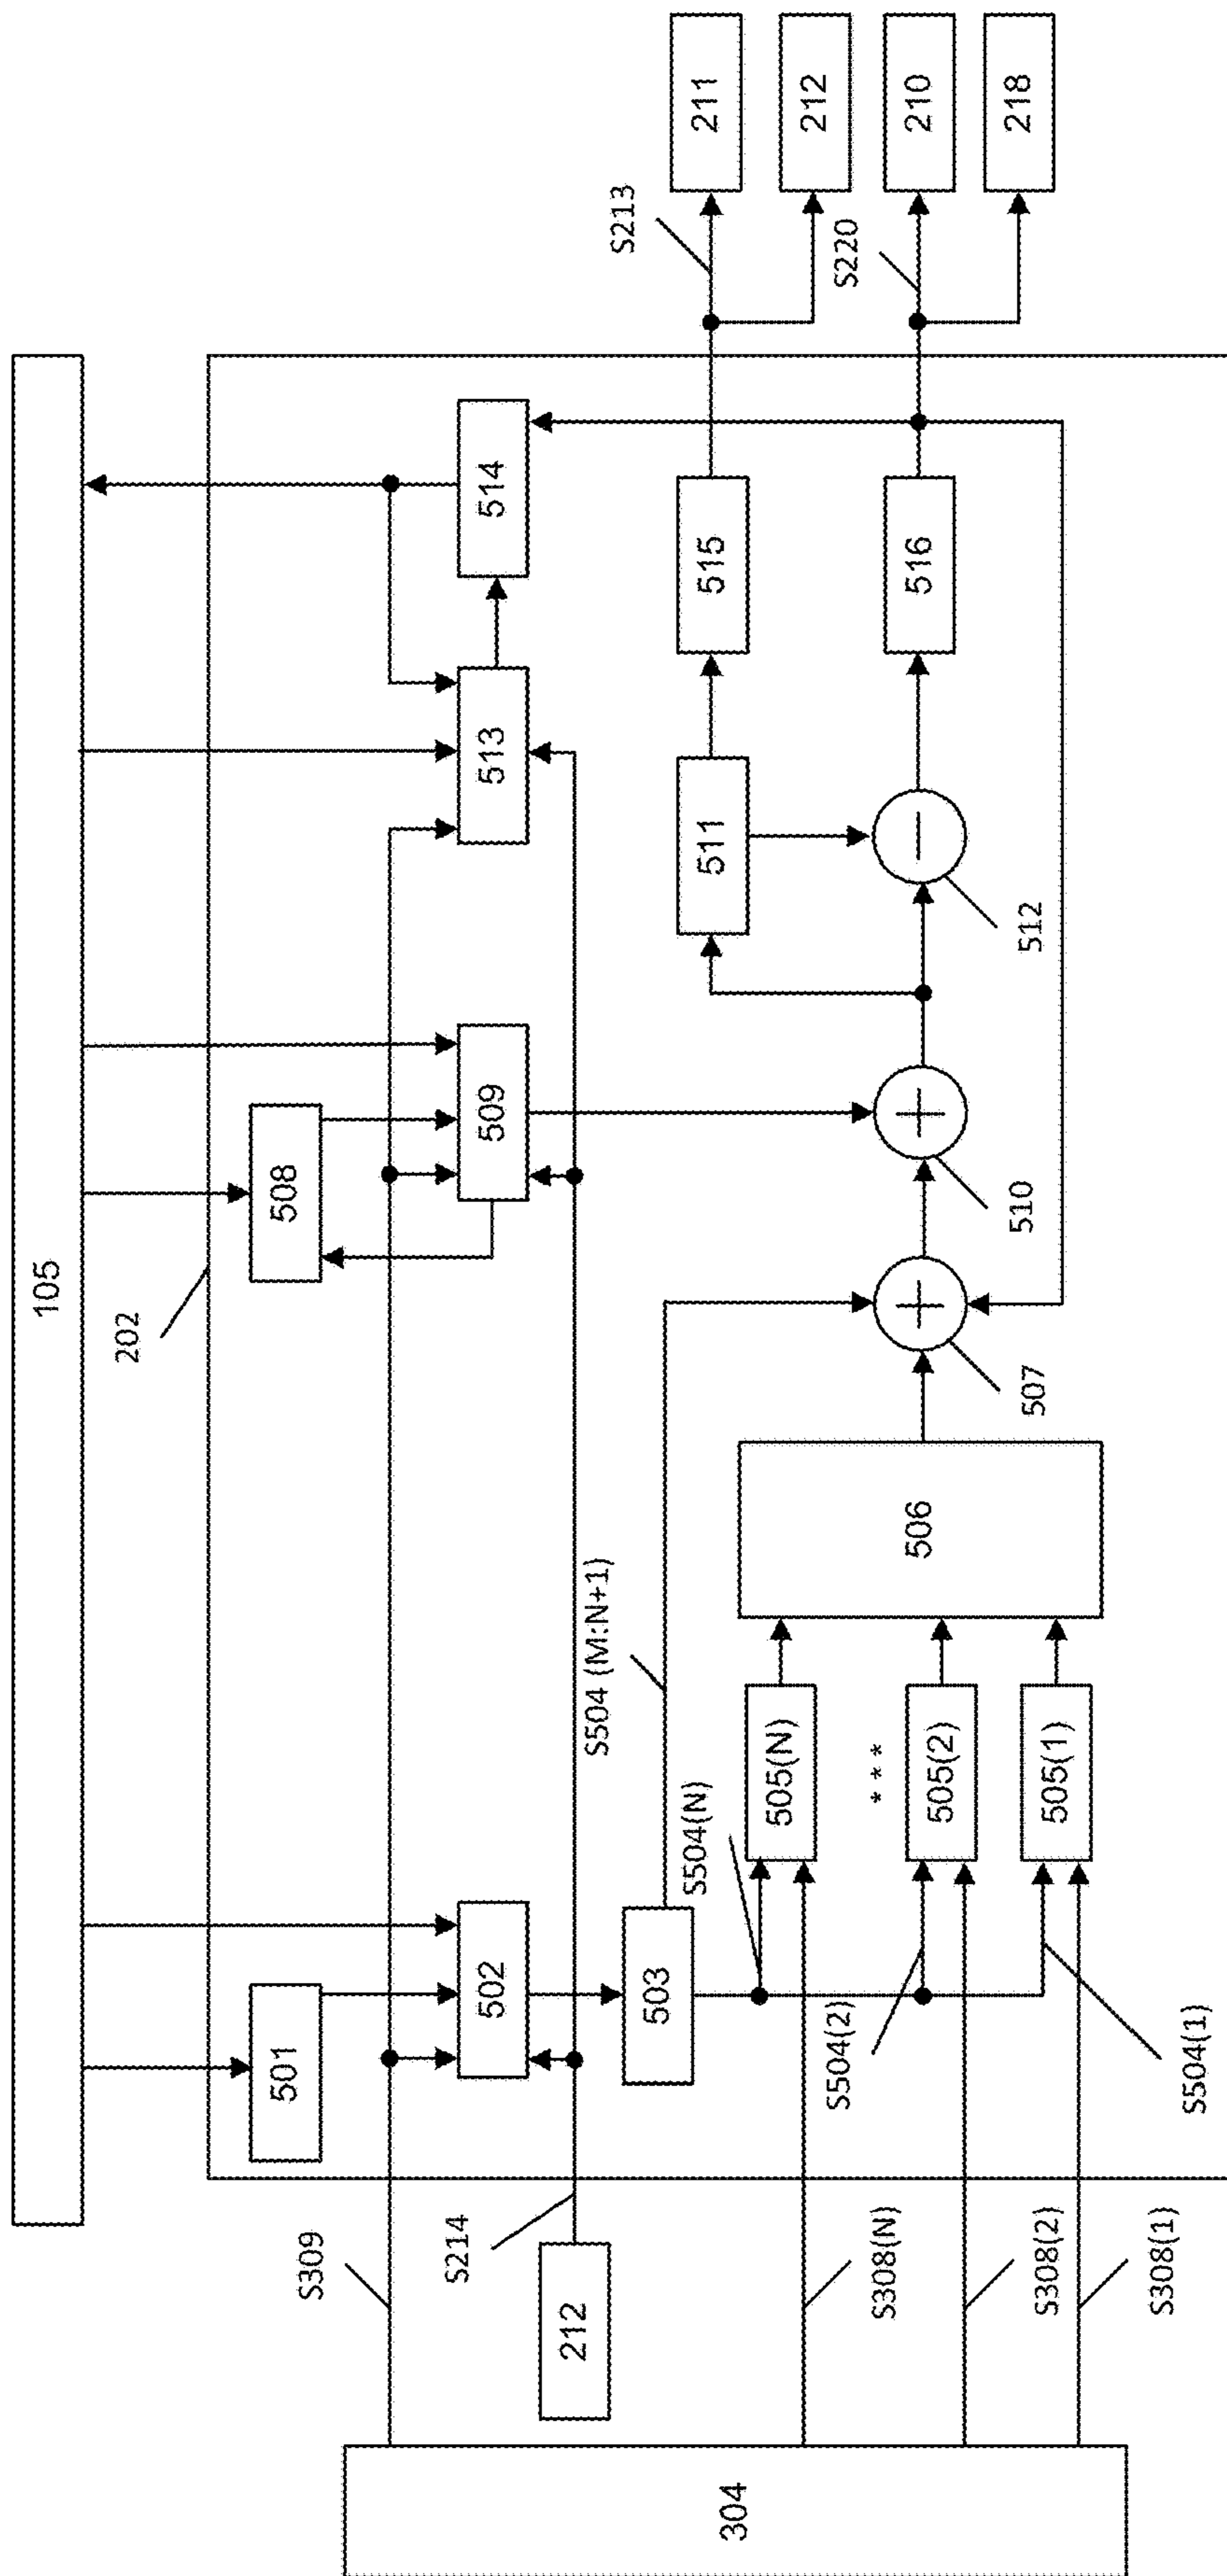 105
202
211
212
210
218
S213
S220
514
513
515
516
511
512
508
509
510
507
506
S504 (M:N+1)
501
502
503
S504(N)
505(N)
* * *
505(2)
505(1)
S504(2)
S504(1)
S309
S214
212
S308(N)
S308(2)
S308(1)
304
+
+
−